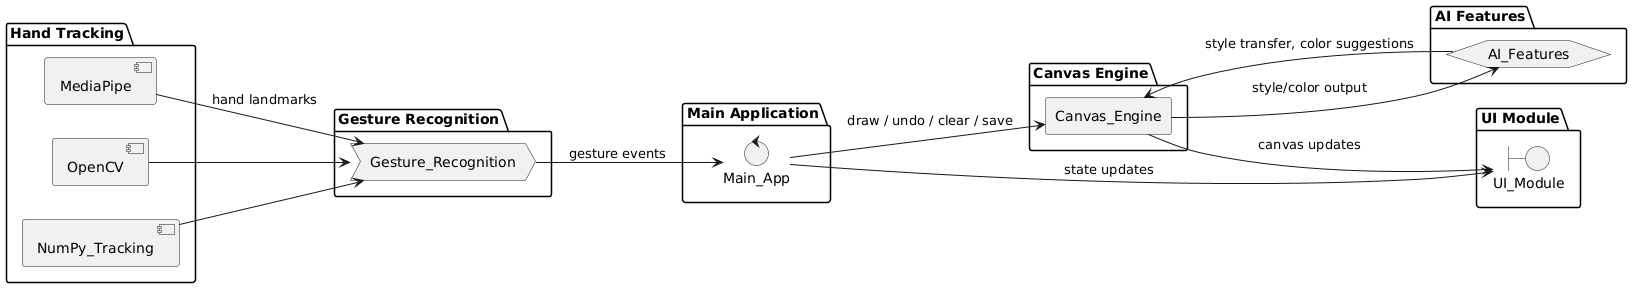 Hand Tracking
MediaPipe
OpenCV
NumPy_Tracking
hand landmarks
Gesture Recognition
Gesture_Recognition
gesture events
Main Application
Main_App
draw / undo / clear / save
state updates
Canvas Engine
Canvas_Engine
style transfer, color suggestions
style/color output
canvas updates
AI Features
AI_Features
UI Module
UI_Module